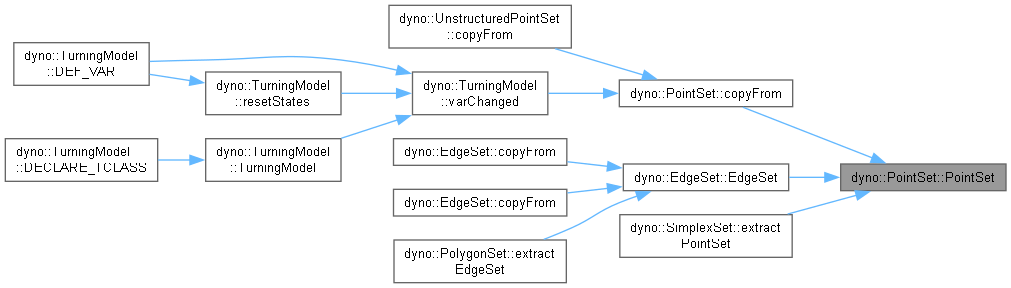 dyno::UnstructuredPointSet
::copyFrom
dyno::TurningModel
::DEF_VAR
dyno::TurningModel
::resetStates
dyno::TurningModel
::varChanged
dyno::PointSet::copyFrom
dyno::TurningModel
::DECLARE_TCLASS
dyno::TurningModel
::TurningModel
dyno::EdgeSet::copyFrom
dyno::EdgeSet::EdgeSet
dyno::PointSet::PointSet
dyno::EdgeSet::copyFrom
dyno::SimplexSet::extract
PointSet
dyno::PolygonSet::extract
EdgeSet